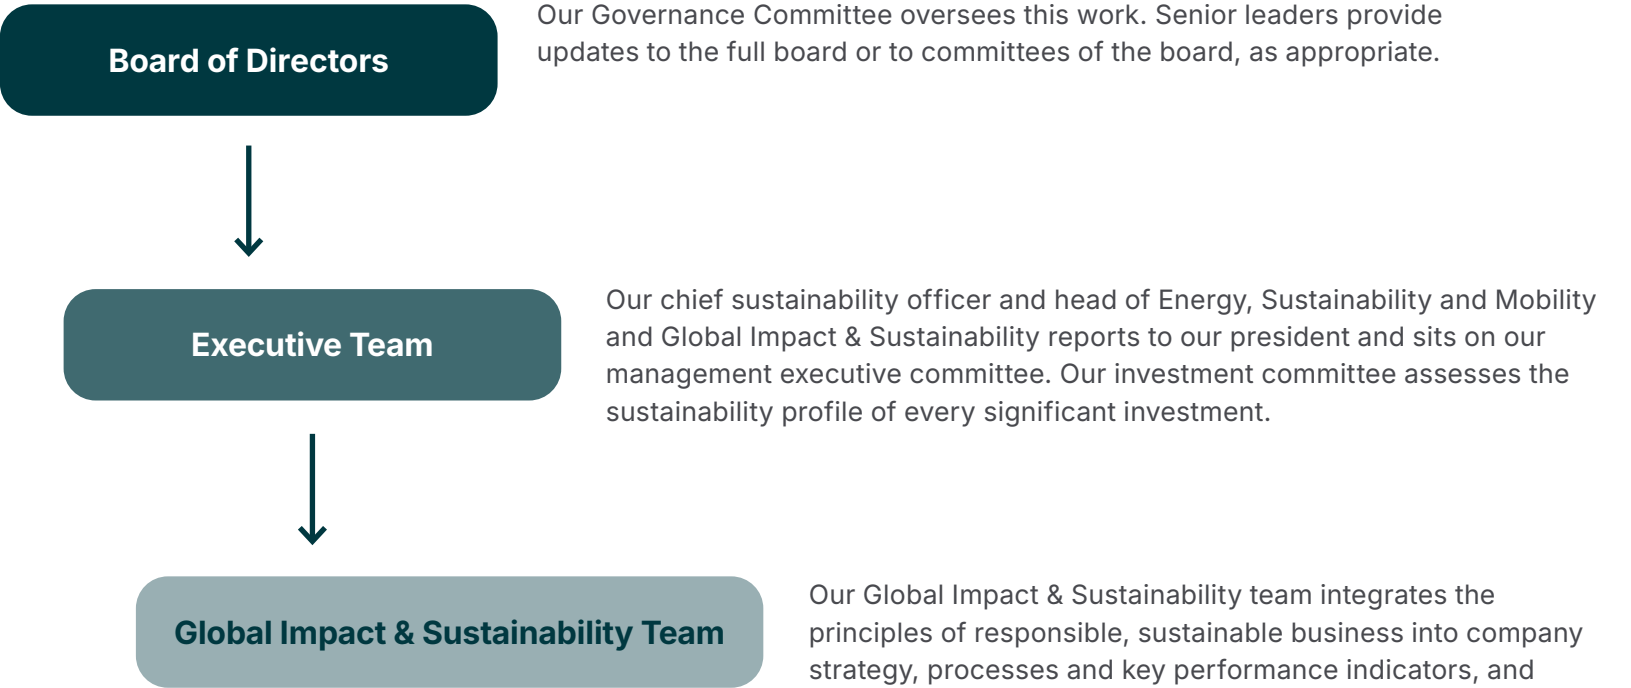 Board of Directors
Our Governance Committee oversees this work. Senior leaders provide
updates to the full board or to committees of the board, as appropriate.
Executive Team
Our chief sustainability officer and head of Energy, Sustainability and Mobility
and Global Impact & Sustainability reports to our president and sits on our
management executive committee. Our investment committee assesses the
sustainability profile of every significant investment.
Global Impact & Sustainability Team
Our Global Impact & Sustainability team integrates the
principles of responsible, sustainable business into company
strategy, processes and key performance indicators, and